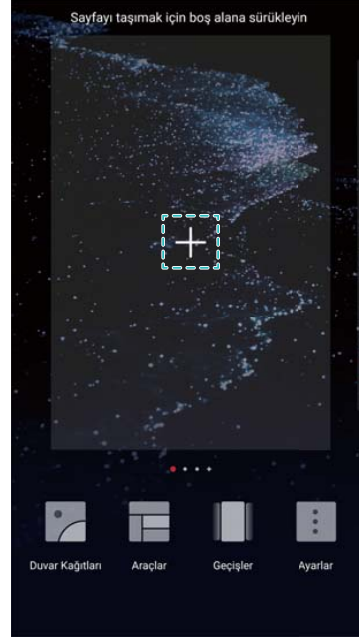 Sayfayı taşımak için boş alana sürükleyin
Duvar Kağıtları
Araçlar
Geçişler
Ayarlar